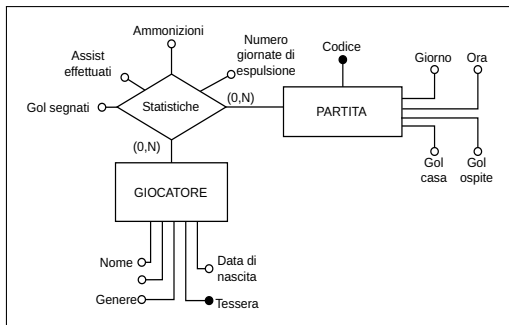 Ammonizioni
Assist
effettuati
Numero
giornate di
espulsione
Codice
Giorno
Ora
Gol segnati
Statistiche
(0,N)
PARTITA
(0,N)
Gol
casa
Gol
ospite
GIOCATORE
Nome
Data di
nascita
Genere
Tessera